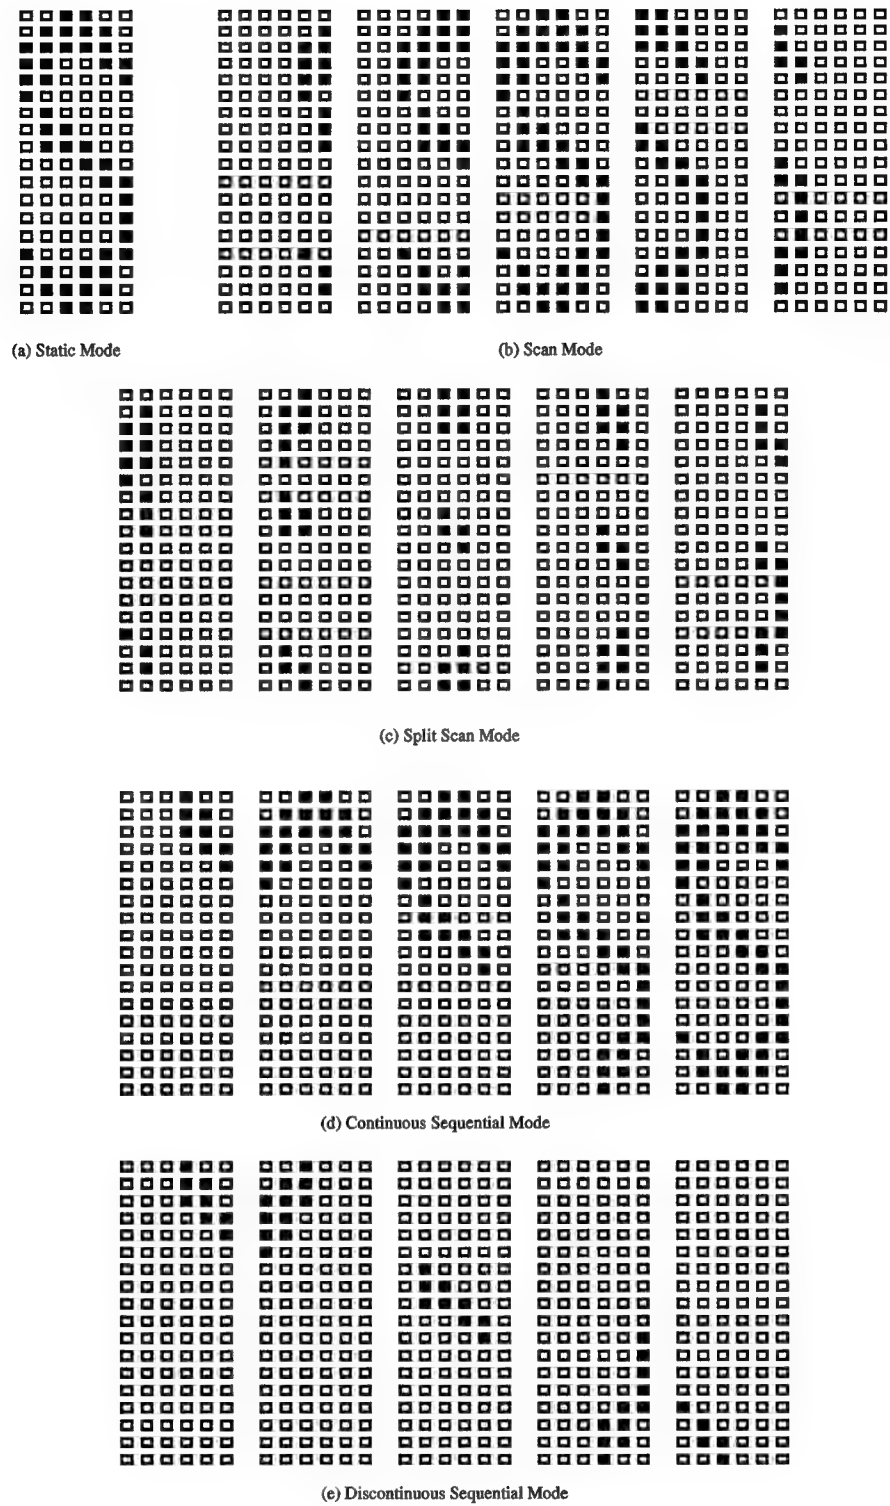 (a) Static Mode
(b) Scan Mode
(c) Split Scan Mode
(d) Continuous Sequential Mode
(e) Discontinuous Sequential Mode